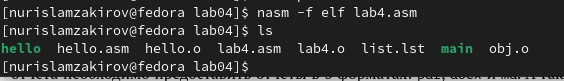 [nurislamzakirov@fedora lab04]$ nasm -f elf lab4.asm
[nurislamzakirov@fedora lab04]$ ls
hello  hello.asm  hello.o  lab4.asm  lab4.o  list.lst  main  obj.o
[nurislamzakirov@fedora lab04]$